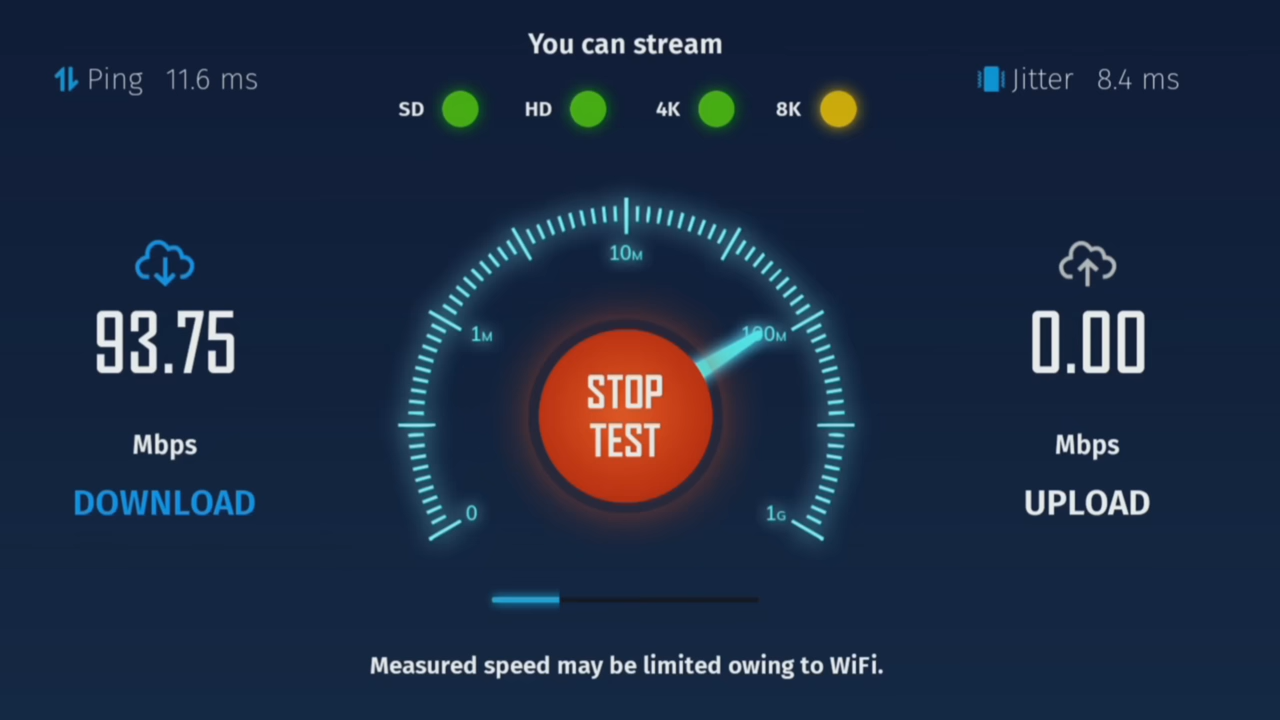 You can stream
Ping 11.6 ms
Jitter 8.4 ms
SD HD 4K 8K
10M
1M
100M
0
1G
STOP
TEST
93.75
Mbps
DOWNLOAD
0.00
Mbps
UPLOAD
Measured speed may be limited owing to WiFi.